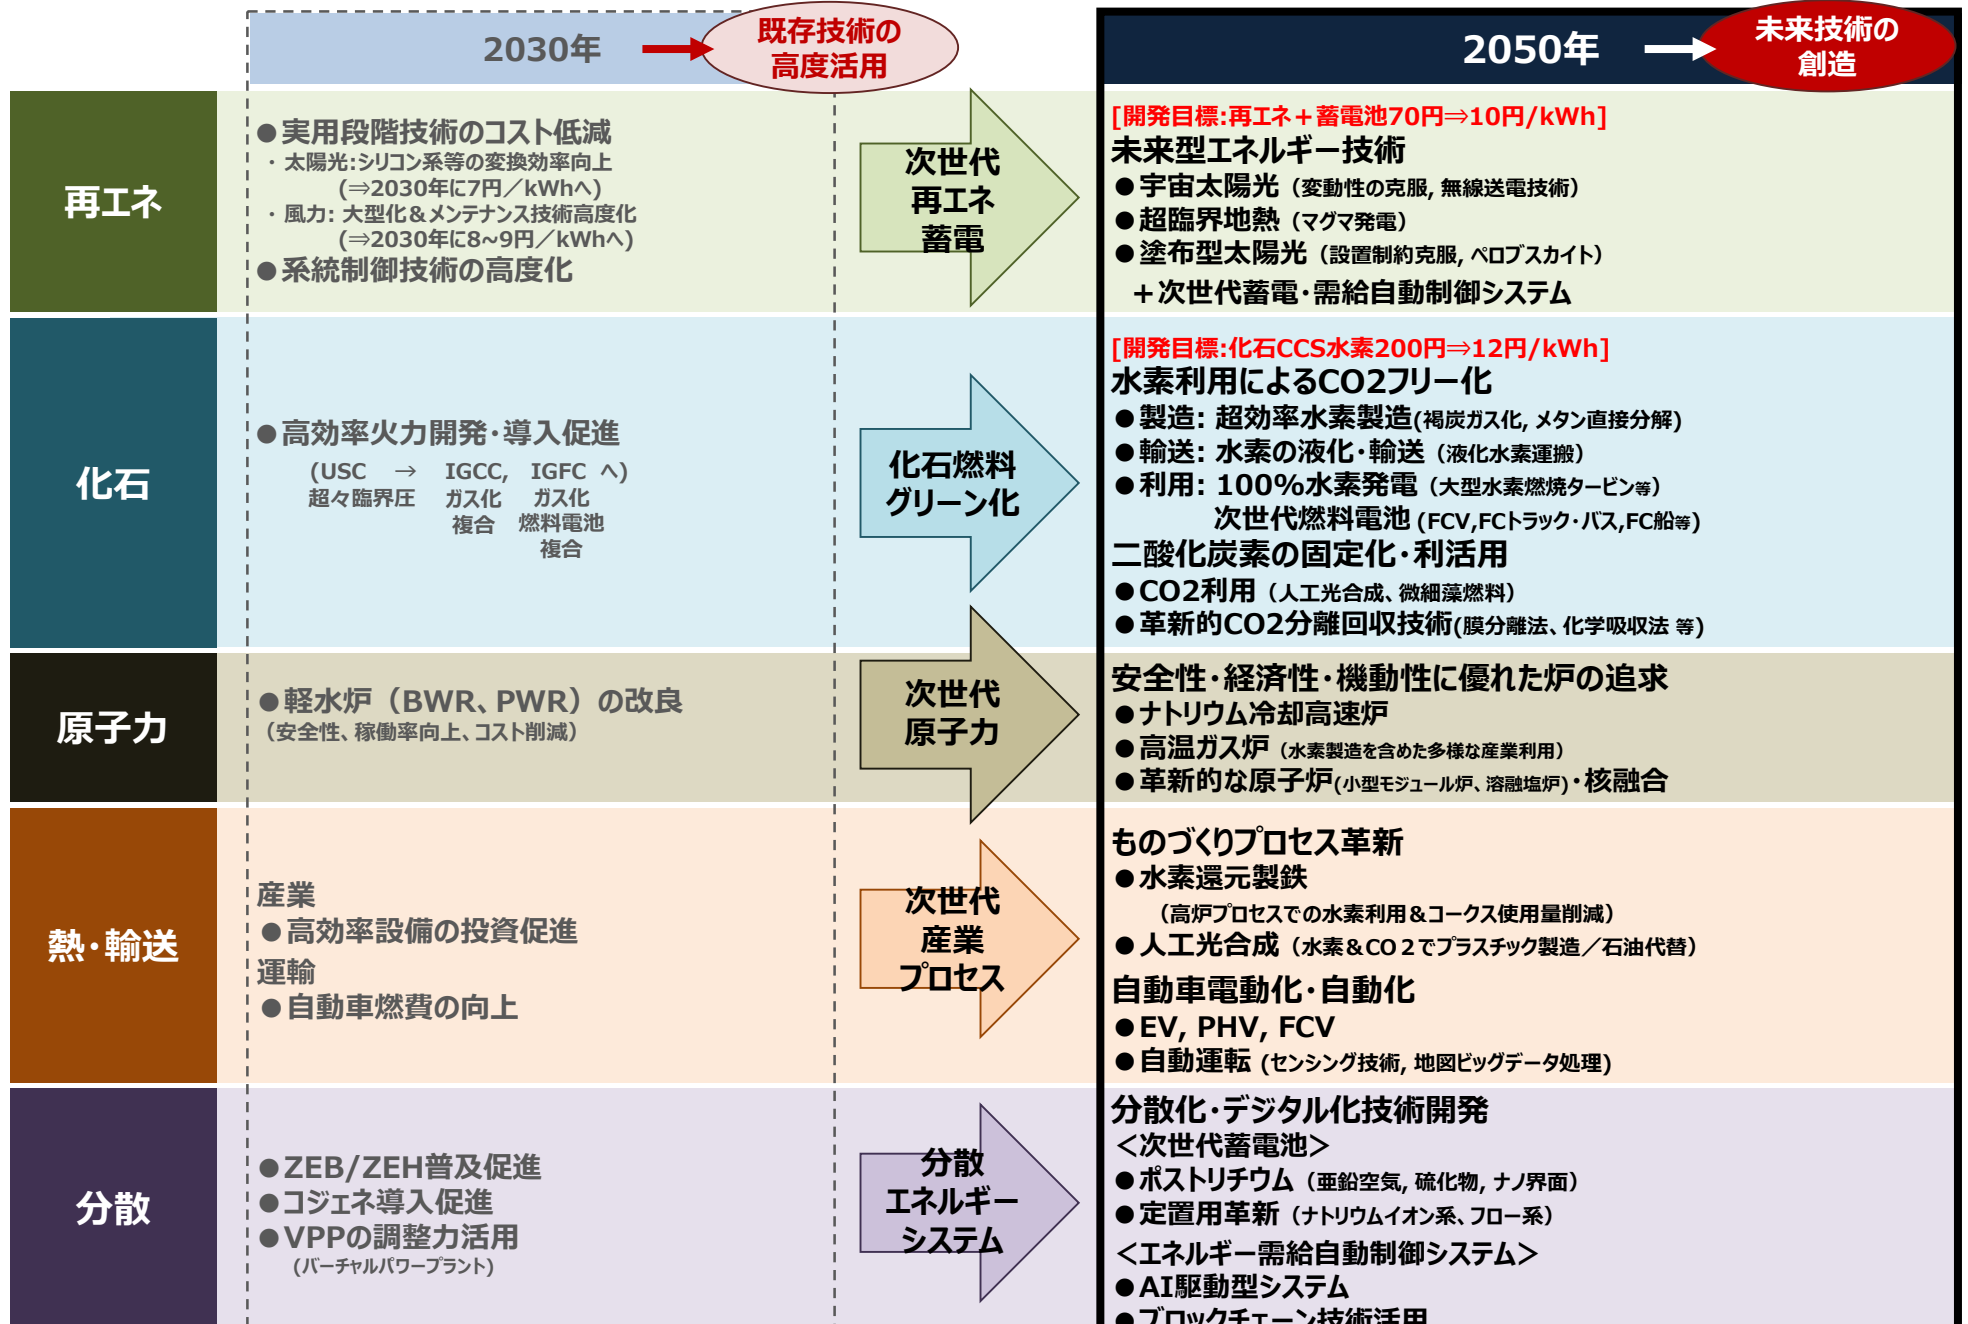 2030年
既存技術の
高度活用
2050年
未来技術の
創造
再エネ
●実用段階技術のコスト低減
・太陽光:シリコン系等の変換効率向上
(⇒2030年に7円／kWhへ)
・風力: 大型化＆メンテナンス技術高度化
(⇒2030年に8~9円／kWhへ)
●系統制御技術の高度化
次世代
再エネ
蓄電
[開発目標:再エネ＋蓄電池70円⇒10円/kWh]
未来型エネルギー技術
●宇宙太陽光（変動性の克服, 無線送電技術）
●超臨界地熱（マグマ発電）
●塗布型太陽光（設置制約克服, ペロブスカイト）
＋次世代蓄電・需給自動制御システム
化石
●高効率火力開発・導入促進
(USC → IGCC, IGFC へ)
超々臨界圧 ガス化 ガス化
複合 燃料電池
複合
化石燃料
グリーン化
[開発目標:化石CCS水素200円⇒12円/kWh]
水素利用によるCO2フリー化
●製造: 超効率水素製造(褐炭ガス化, メタン直接分解)
●輸送: 水素の液化・輸送（液化水素運搬）
●利用: 100%水素発電（大型水素燃焼タービン等）
次世代燃料電池 (FCV,FCトラック・バス,FC船等)
二酸化炭素の固定化・利活用
●CO2利用（人工光合成、微細藻燃料）
●革新的CO2分離回収技術(膜分離法、化学吸収法 等)
原子力
●軽水炉（BWR、PWR）の改良
（安全性、稼働率向上、コスト削減）
次世代
原子力
安全性・経済性・機動性に優れた炉の追求
●ナトリウム冷却高速炉
●高温ガス炉（水素製造を含めた多様な産業利用）
●革新的な原子炉(小型モジュール炉、溶融塩炉)・核融合
熱・輸送
産業
●高効率設備の投資促進
運輸
●自動車燃費の向上
次世代
産業
プロセス
ものづくりプロセス革新
●水素還元製鉄
（高炉プロセスでの水素利用＆コークス使用量削減）
●人工光合成（水素＆CO２でプラスチック製造／石油代替）
自動車電動化・自動化
●EV, PHV, FCV
●自動運転 (センシング技術, 地図ビッグデータ処理)
分散
●ZEB/ZEH普及促進
●コジェネ導入促進
●VPPの調整力活用
(バーチャルパワープラント)
分散
エネルギー
システム
分散化・デジタル化技術開発
＜次世代蓄電池＞
●ポストリチウム（亜鉛空気, 硫化物, ナノ界面）
●定置用革新（ナトリウムイオン系、フロー系）
＜エネルギー需給自動制御システム＞
●AI駆動型システム
●ブロックチェーン技術活用